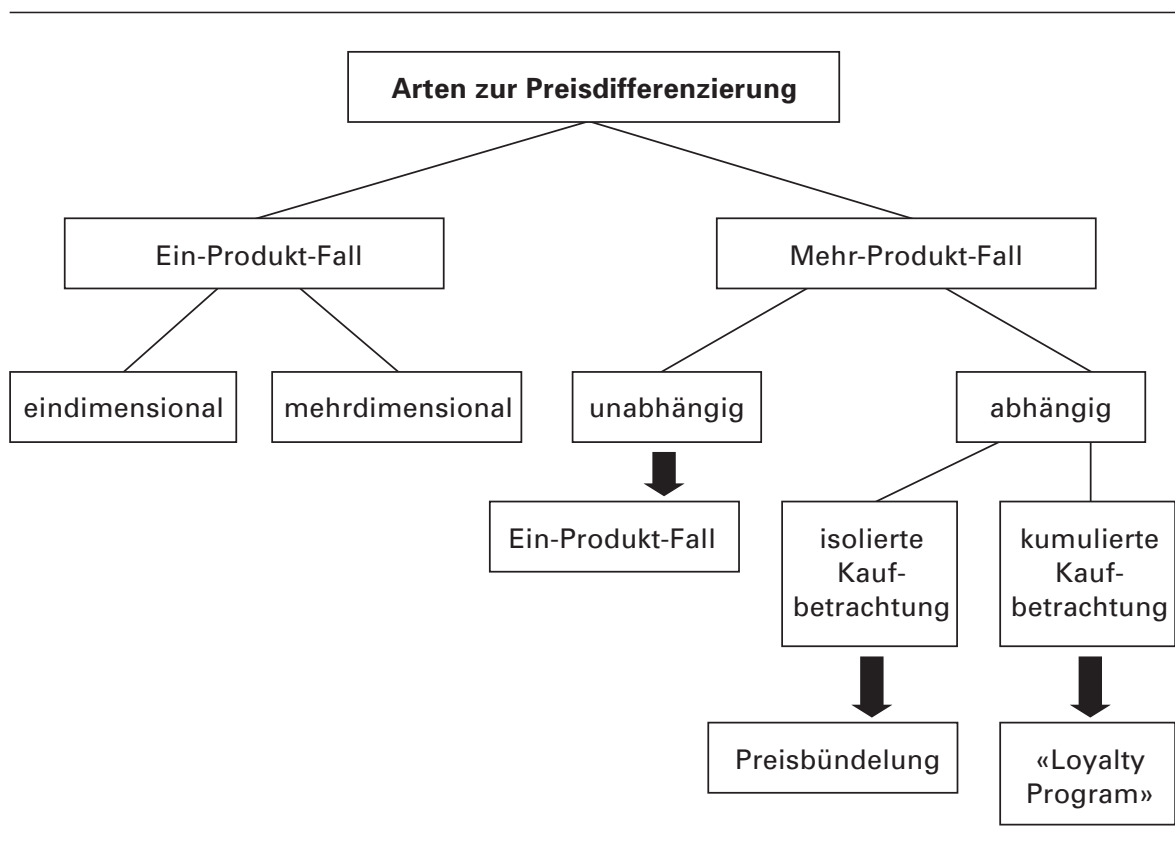 Arten zur Preisdifferenzierung
Ein-Produkt-Fall
Mehr-Produkt-Fall
eindimensional
mehrdimensional
unabhängig
abhängig
Ein-Produkt-Fall
isolierte
Kauf-
betrachtung
kumulierte
Kauf-
betrachtung
Preisbündelung
«Loyalty
Program»